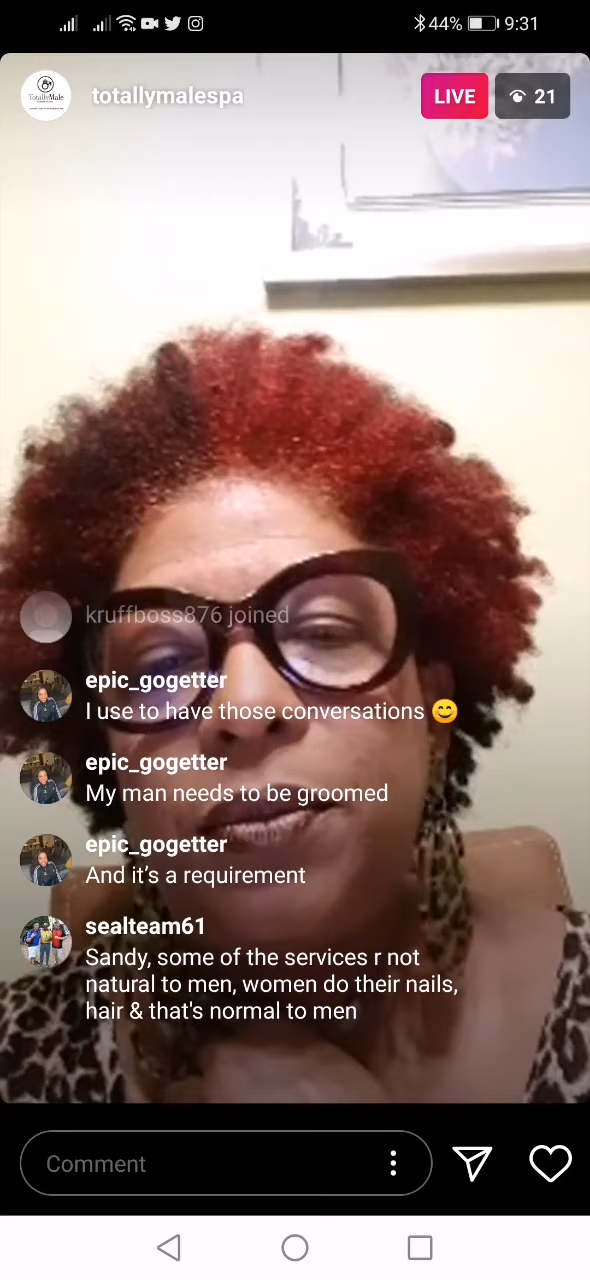 44% 9:31
TotallyMale
totallymalespa LIVE 21
kruffboss876 joined
epic_gogetter
I use to have those conversations 😊
epic_gogetter
My man needs to be groomed
epic_gogetter
And it's a requirement
sealteam61
Sandy, some of the services r not
natural to men, women do their nails,
hair & that's normal to men
Comment